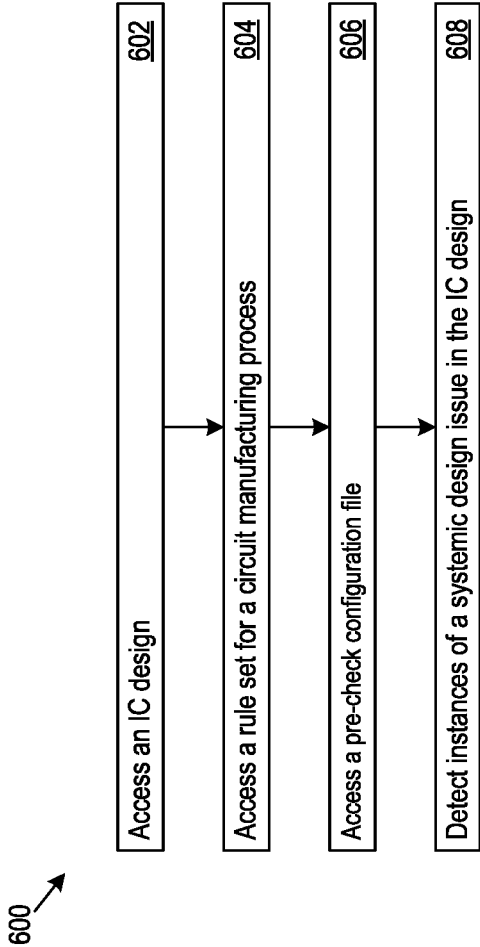 600
Access an IC design 602
Access a rule set for a circuit manufacturing process 604
Access a pre-check configuration file 606
Detect instances of a systemic design issue in the IC design 608